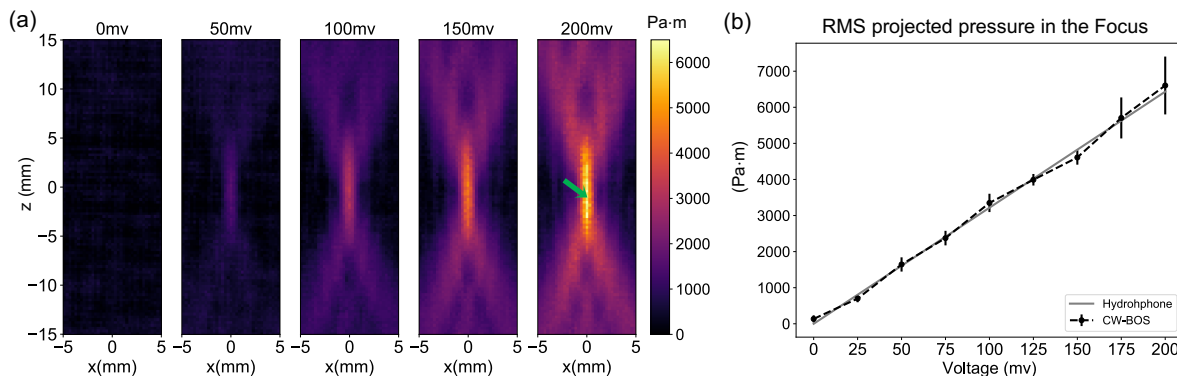 (a)
0mv 50mv 100mv 150mv 200mv Pa·m
15
10
5
0
−5
−10
−15
z (mm)
6000
5000
4000
3000
2000
1000
0
−5 0 5 −5 0 5 −5 0 5 −5 0 5 −5 0 5
x(mm) x(mm) x(mm) x(mm) x(mm)
(b)
RMS projected pressure in the Focus
7000
6000
5000
4000
3000
2000
1000
0
(Pa·m)
Hydrohphone
CW-BOS
0 25 50 75 100 125 150 175 200
Voltage (mv)